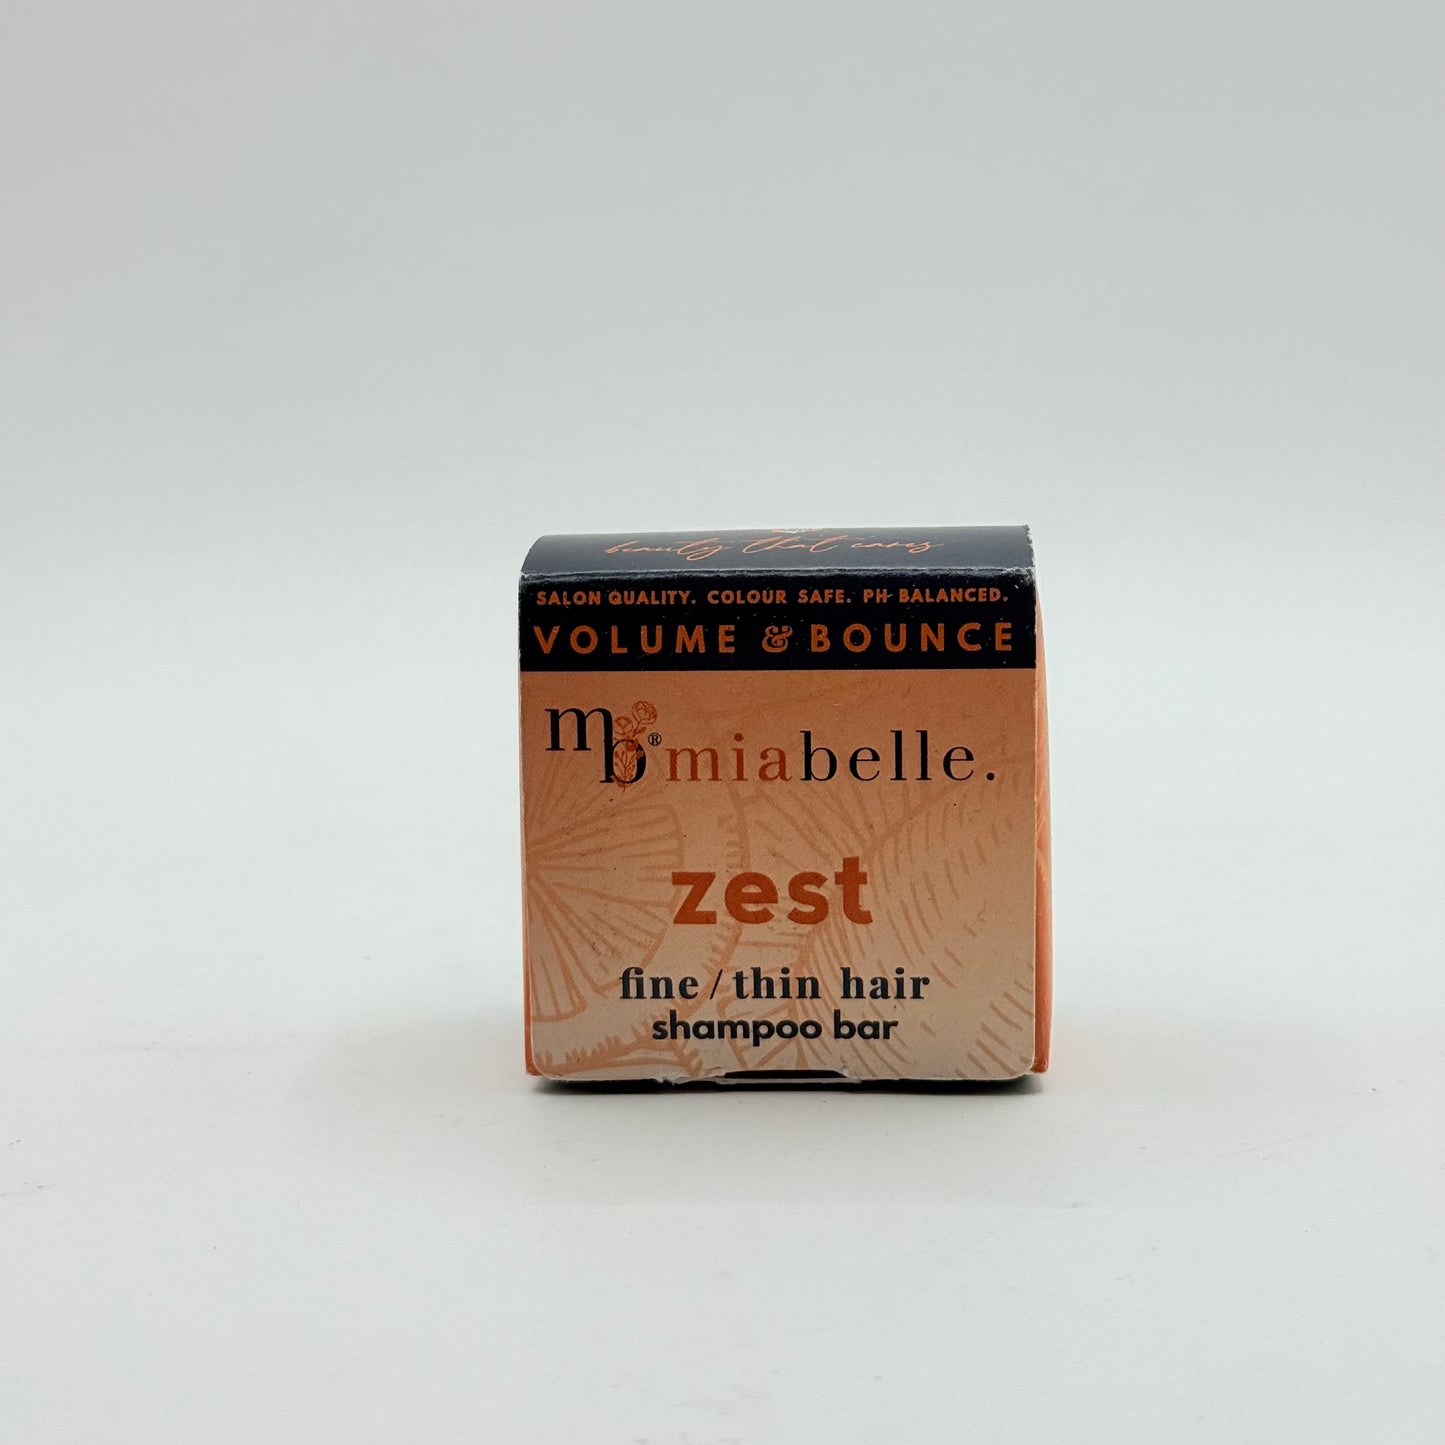 beauty that cares
SALON QUALITY. COLOUR SAFE. PH BALANCED.
VOLUME & BOUNCE
mb® miabelle.
zest
fine / thin hair
shampoo bar